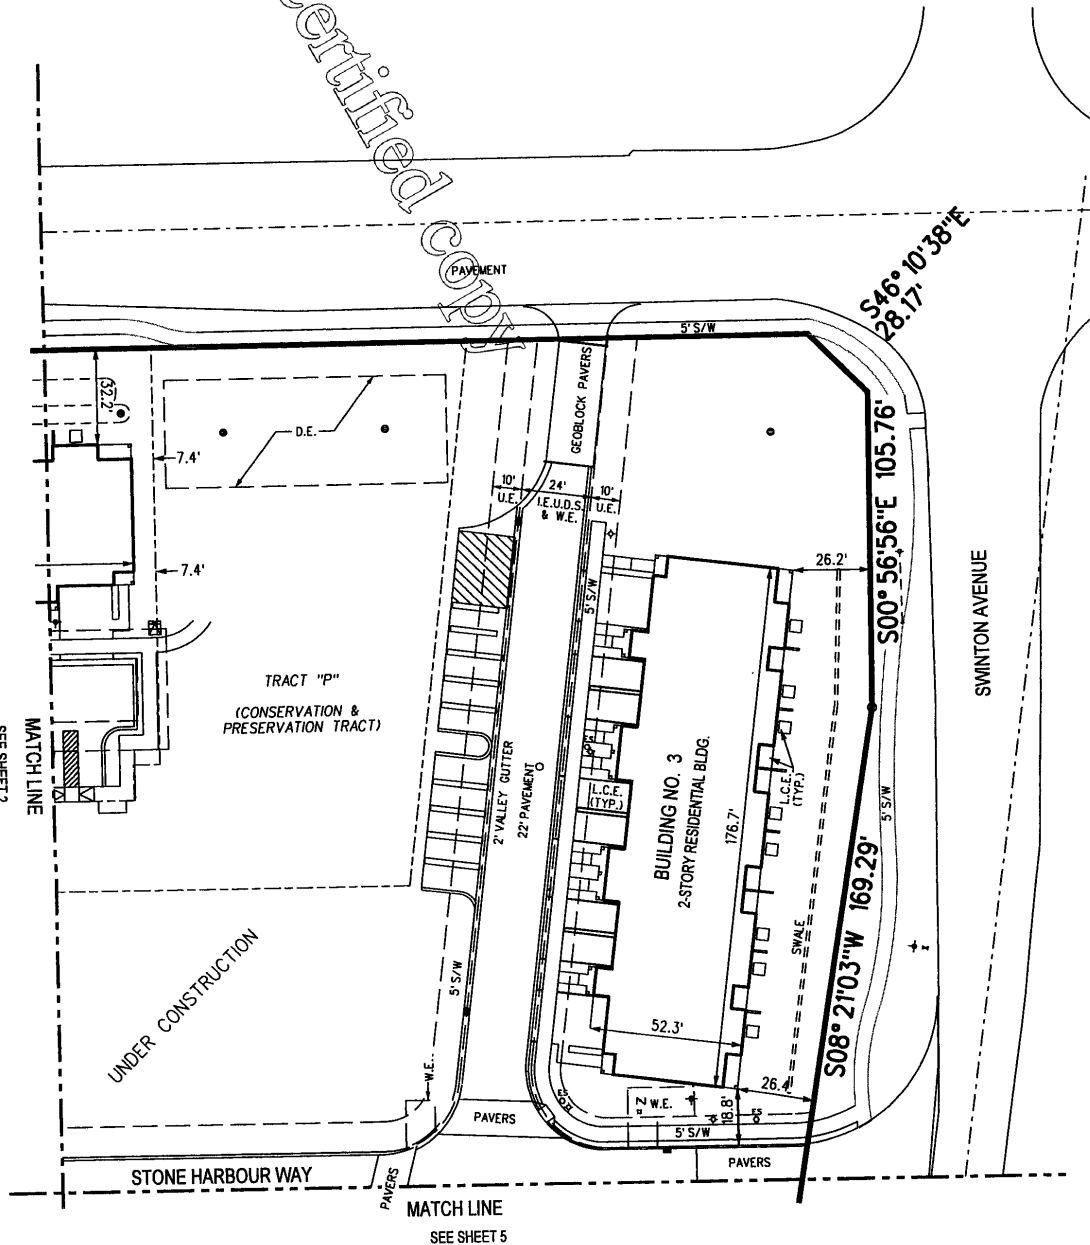 certified copy
PAVEMENT
S46° 10'38"E
28.17'
5' S/W
GEOBLOCK PAVERS
32.2'
D.E.
7.4'
10'
U.E.
24'
I.E.U.D.S.
& W.E.
10'
U.E.
S00° 56'56"E 105.76'
26.2'
7.4'
5' S/W
SWINTON AVENUE
TRACT "P"
(CONSERVATION &
PRESERVATION TRACT)
MATCH LINE
SEE SHEET 2
2' VALLEY GUTTER
22' PAVEMENT
ES
L.C.E.
(TYP.)
BUILDING NO. 3
2-STORY RESIDENTIAL BLDG.
176.7'
L.C.E.
(TYP.)
5' S/W
S08° 21'03"W 169.29'
SWALE
UNDER CONSTRUCTION
5' S/W
52.3'
26.4'
W.E.
ES
W.E.
18.8'
ES
PAVERS
5' S/W
PAVERS
STONE HARBOUR WAY
PAVERS
MATCH LINE
SEE SHEET 5